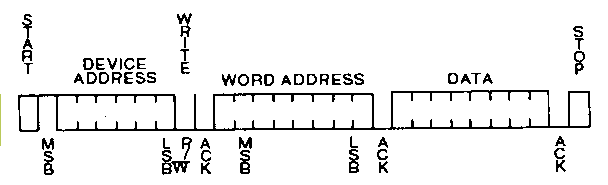 START
WRITE
STOP
DEVICE
ADDRESS
WORD ADDRESS
DATA
MSB
LSB
R/W
ACK
MSB
LSB
ACK
ACK